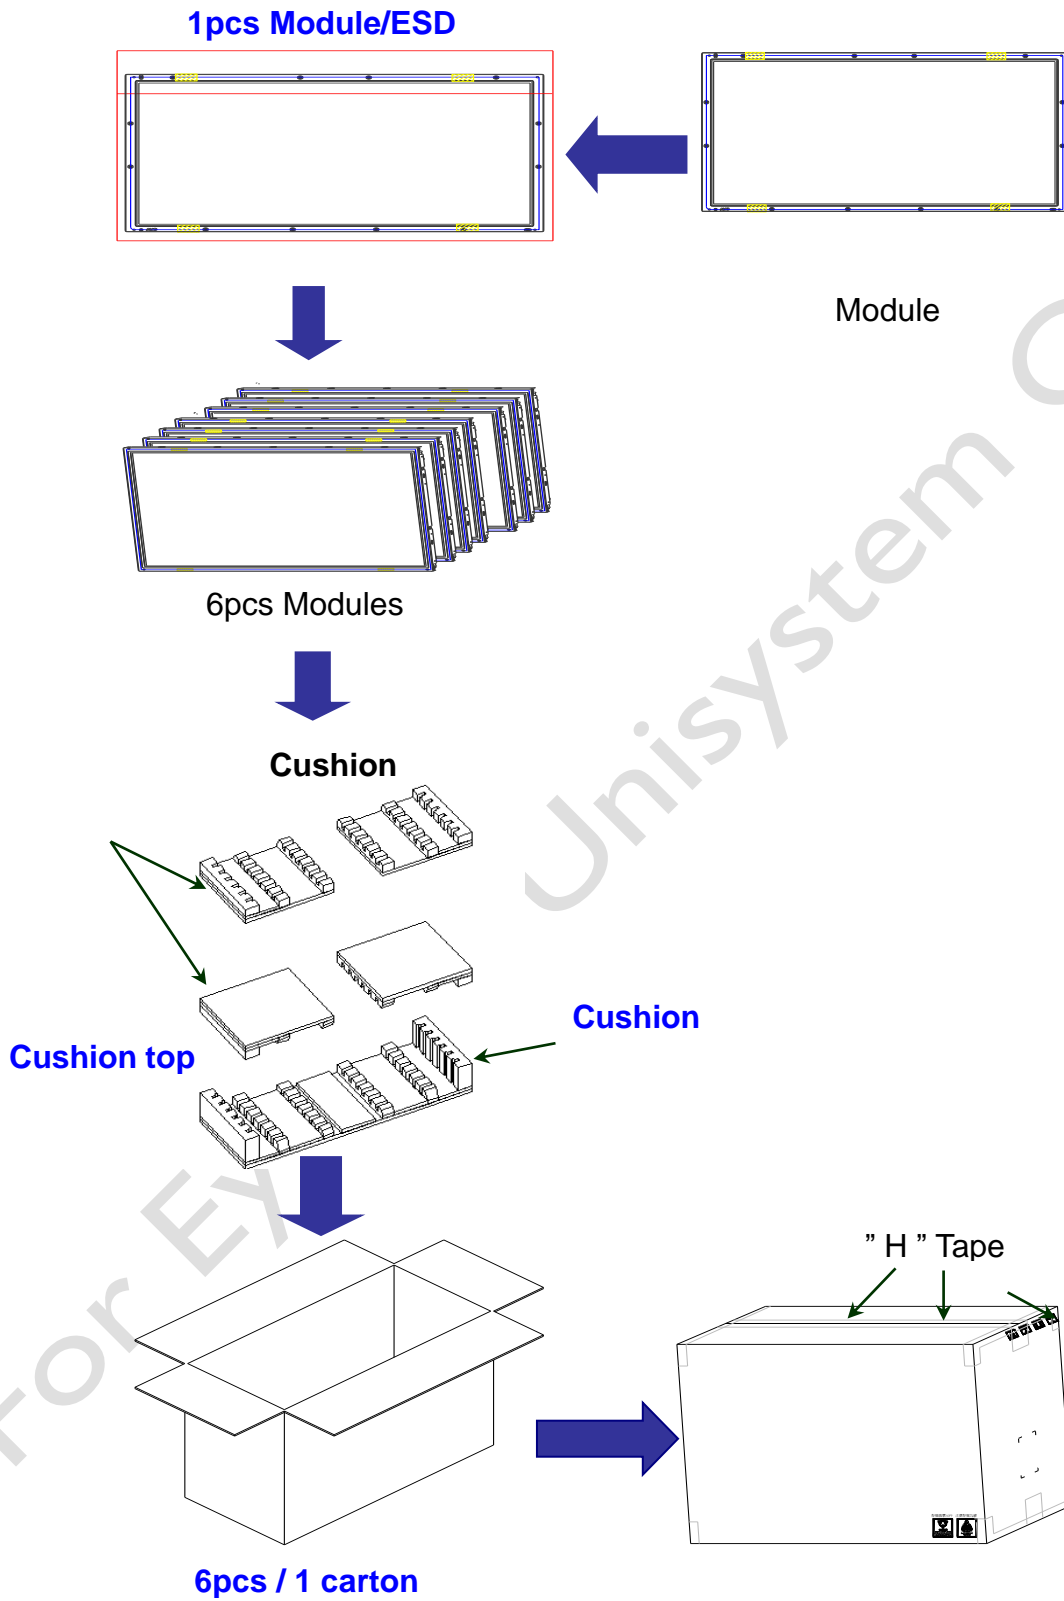 1pcs Module/ESD
Module
6pcs Modules
Cushion
Cushion
Cushion top
” H ” Tape
6pcs / 1 carton
For Ex
Unisystem